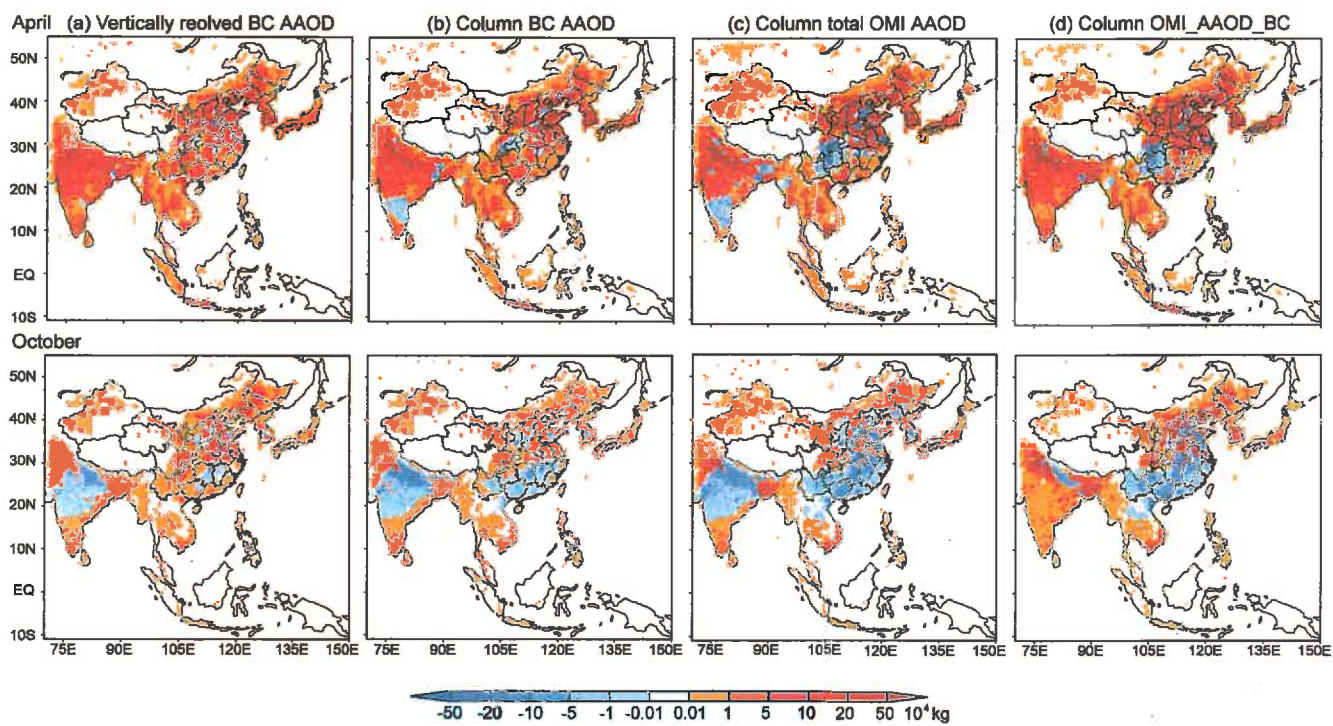 April (a) Vertically reolved BC AAOD (b) Column BC AAOD (c) Column total OMI AAOD (d) Column OMI_AAOD_BC
50N
40N
30N
20N
10N
EQ
10S
October
50N
40N
30N
20N
10N
EQ
10S
75E 90E 105E 120E 135E 150E 75E 90E 105E 120E 135E 150E 75E 90E 105E 120E 135E 150E 75E 90E 105E 120E 135E 150E
-50 -20 -10 -5 -1 -0.01 0.01 1 5 10 20 50 10⁴ kg